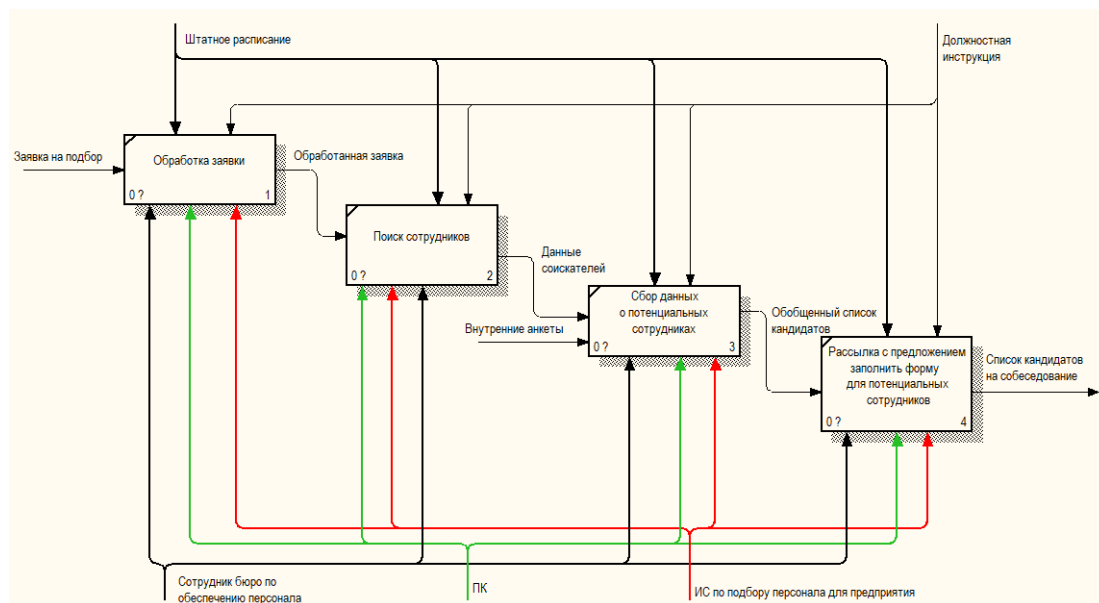 Штатное расписание
Должностная
инструкция
Заявка на подбор
Обработка заявки
0 ?
1
Обработанная заявка
Поиск сотрудников
0 ?
2
Данные
соискателей
Внутренние анкеты
Сбор данных
о потенциальных
сотрудниках
0 ?
3
Обобщенный список
кандидатов
Рассылка с предложением
заполнить форму
для потенциальных
сотрудников
0 ?
4
Список кандидатов
на собеседование
Сотрудник бюро по
обеспечению персонала
ПК
ИС по подбору персонала для предприятия